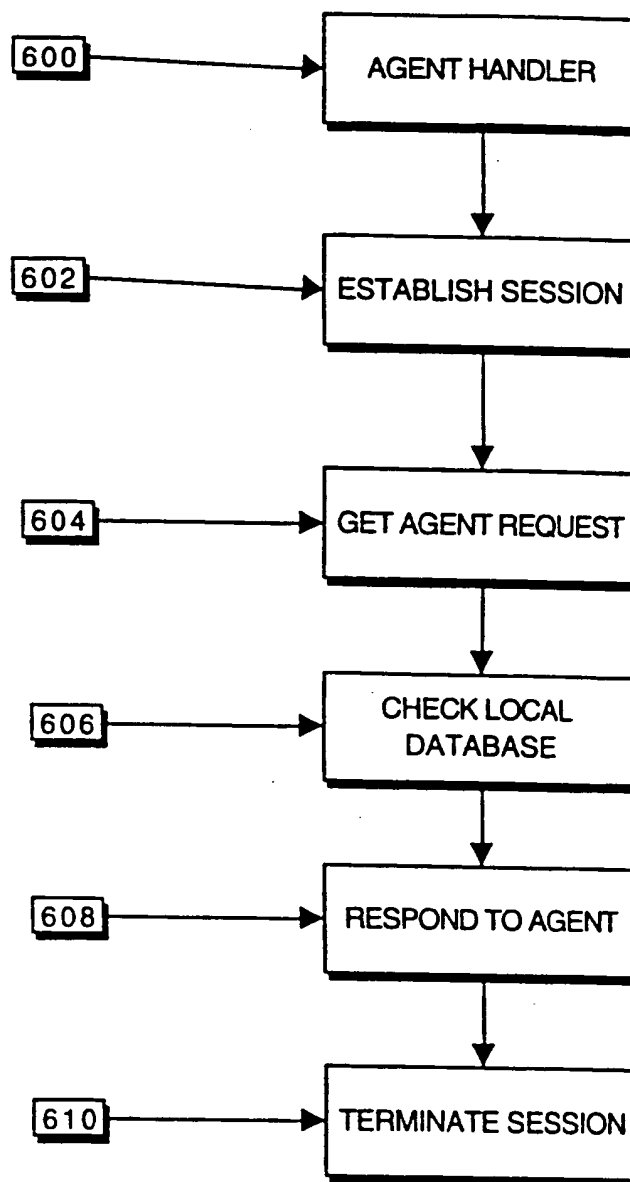 600
AGENT HANDLER
602
ESTABLISH SESSION
604
GET AGENT REQUEST
606
CHECK LOCAL
DATABASE
608
RESPOND TO AGENT
610
TERMINATE SESSION